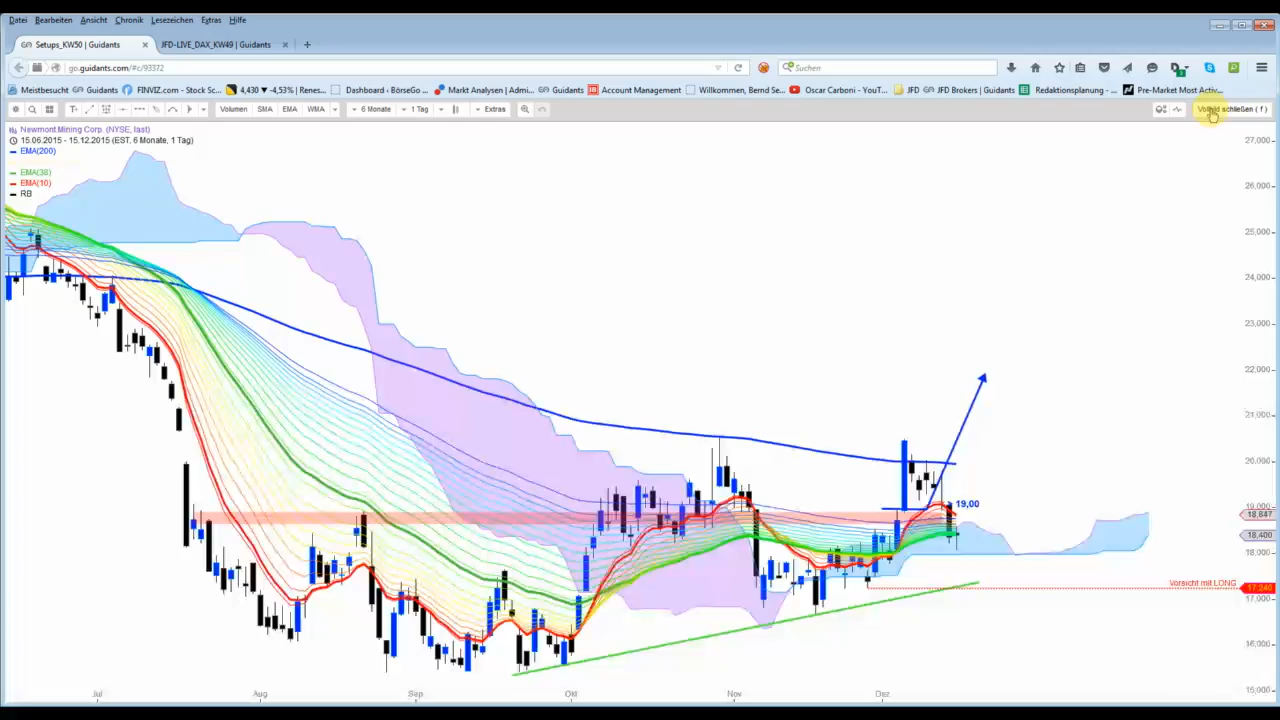 Datei Bearbeiten Ansicht Chronik Lesezeichen Extras Hilfe
Setups_KW50 | Guidants
JFD-LIVE_DAX_KW49 | Guidants
go.guidants.com/#c/93372
Suchen
Meistbesucht Guidants FINVIZ.com - Stock Sc... 4,430 -4,53% | Renes... Dashboard ‹ BörseGo ... Markt Analysen | Admi... Guidants Account Management Willkommen, Bernd Se... Oscar Carboni - YouT... JFD JFD Brokers | Guidants Redaktionsplanung - ... Pre-Market Most Activ...
Volumen SMA EMA WMA 6 Monate 1 Tag Extras
schließen ( f )
Newmont Mining Corp. (NYSE, last)
15.06.2015 - 15.12.2015 (EST, 6 Monate, 1 Tag)
EMA(200)
EMA(38)
EMA(10)
RB
27,000
26,000
25,000
24,000
23,000
22,000
21,000
20,000
19,000
19,00
18,847
18,400
18,000
Vorsicht mit LONG
17,240
17,000
16,000
15,000
Jul Aug Sep Okt Nov Dez